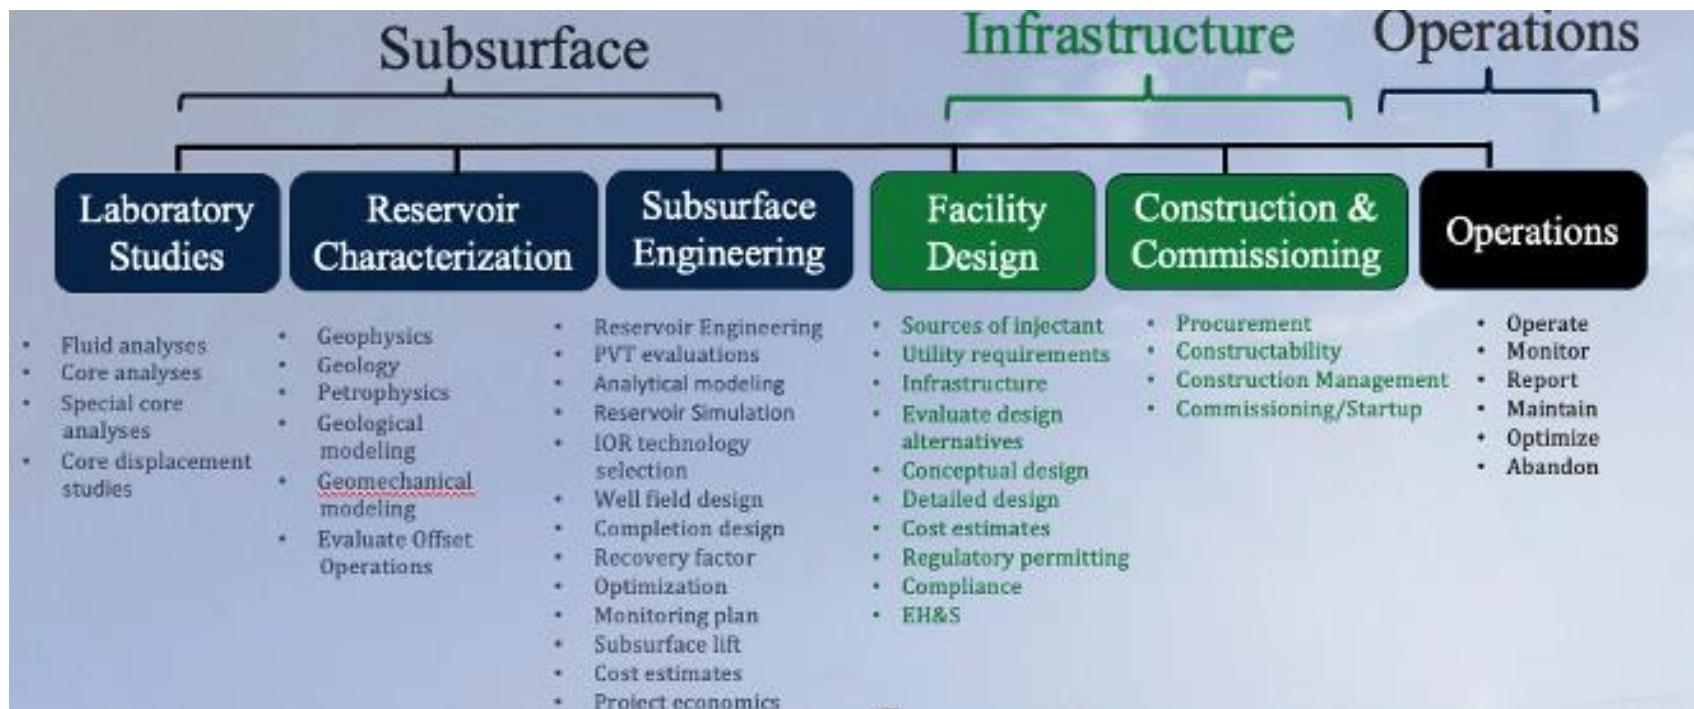 Subsurface
Infrastructure
Operations
Laboratory
Studies
Reservoir
Characterization
Subsurface
Engineering
Facility
Design
Construction &
Commissioning
Operations
• Fluid analyses
• Core analyses
• Special core
analyses
• Core displacement
studies
• Geophysics
• Geology
• Petrophysics
• Geological
modeling
• Geomechanical
modeling
• Evaluate Offset
Operations
• Reservoir Engineering
• PVT evaluations
• Analytical modeling
• Reservoir Simulation
• IOR technology
selection
• Well field design
• Completion design
• Recovery factor
• Optimization
• Monitoring plan
• Subsurface lift
• Cost estimates
• Project economics
• Sources of injectant
• Utility requirements
• Infrastructure
• Evaluate design
alternatives
• Conceptual design
• Detailed design
• Cost estimates
• Regulatory permitting
• Compliance
• EH&S
• Procurement
• Constructability
• Construction Management
• Commissioning/Startup
• Operate
• Monitor
• Report
• Maintain
• Optimize
• Abandon